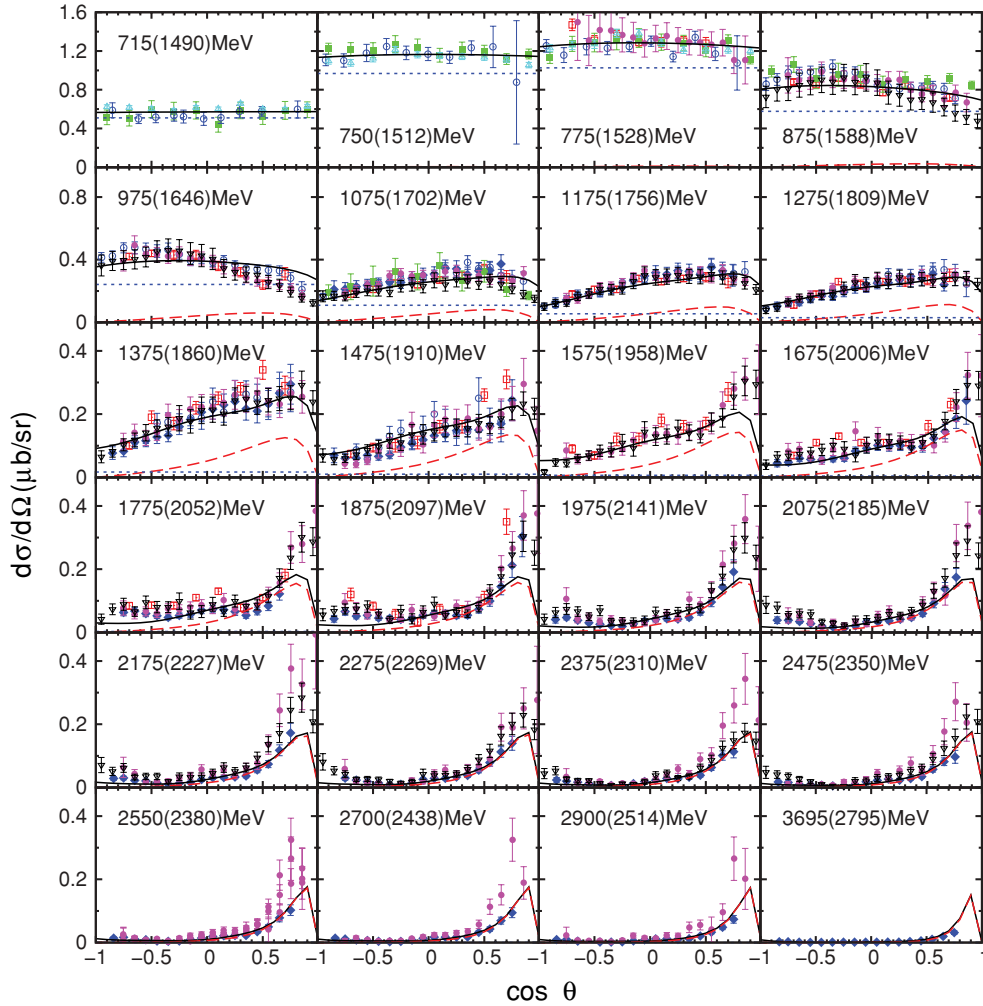 1.6
1.2
0.8
0.4
0
715(1490)MeV
750(1512)MeV
775(1528)MeV
875(1588)MeV
0.8
0.4
0
975(1646)MeV
1075(1702)MeV
1175(1756)MeV
1275(1809)MeV
0.4
0.2
0
1375(1860)MeV
1475(1910)MeV
1575(1958)MeV
1675(2006)MeV
dσ/dΩ(μb/sr)
0.4
0.2
0
1775(2052)MeV
1875(2097)MeV
1975(2141)MeV
2075(2185)MeV
0.4
0.2
0
2175(2227)MeV
2275(2269)MeV
2375(2310)MeV
2475(2350)MeV
0.4
0.2
0
2550(2380)MeV
2700(2438)MeV
2900(2514)MeV
3695(2795)MeV
-1 -0.5 0 0.5 -1 -0.5 0 0.5 -1 -0.5 0 0.5 -1 -0.5 0 0.5 1
cos θ